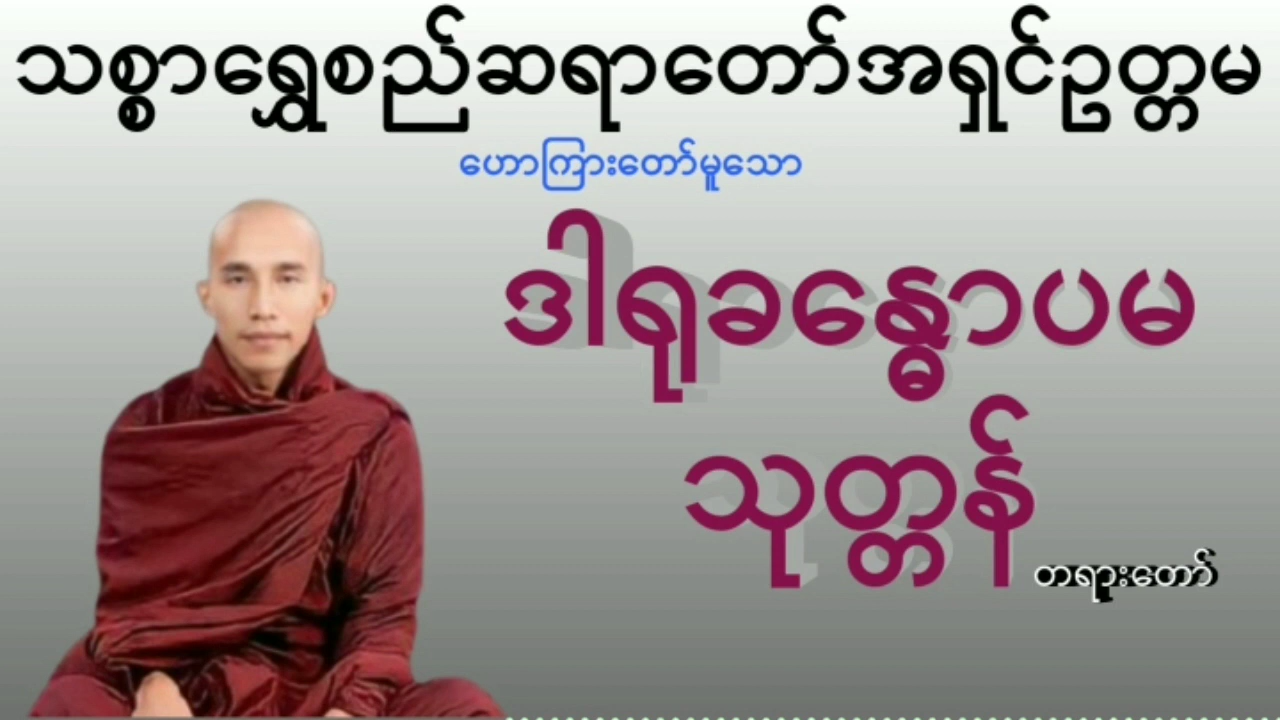 သစ္စာရွှေစည်ဆရာတော်အရှင်ဥတ္တမ
ဟောကြားတော်မူသော
ဒါရုခန္ဓောပမ
သုတ္တန်
တရားတော်